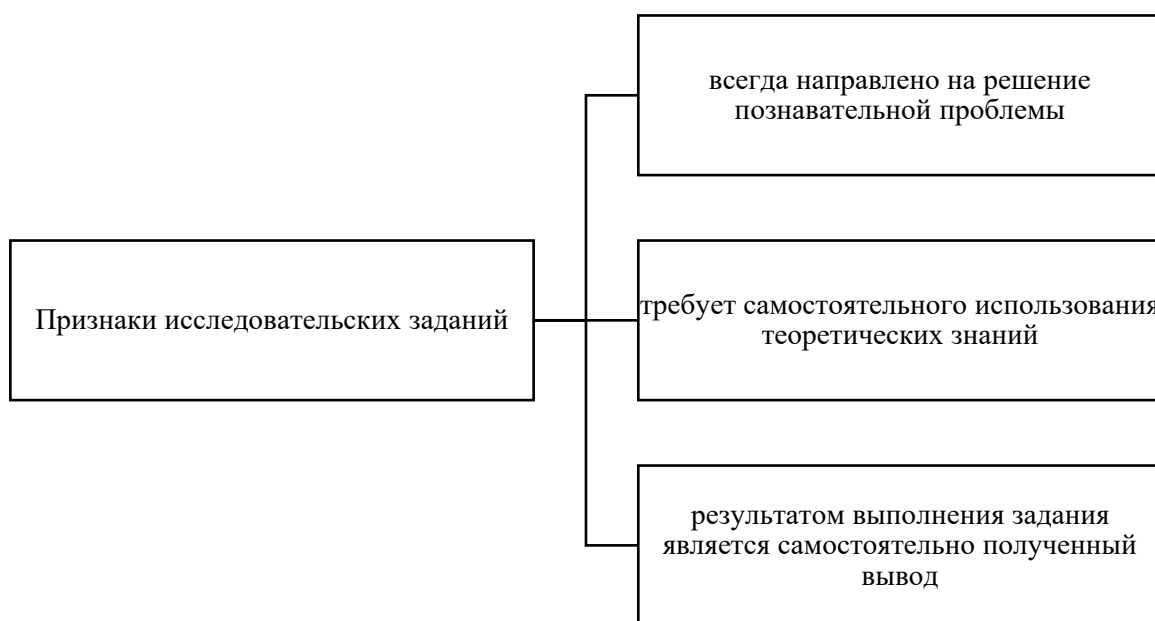 всегда направлено на решение
познавательной проблемы
Признаки исследовательских заданий
требует самостоятельного использования
теоретических знаний
результатом выполнения задания
является самостоятельно полученный
вывод